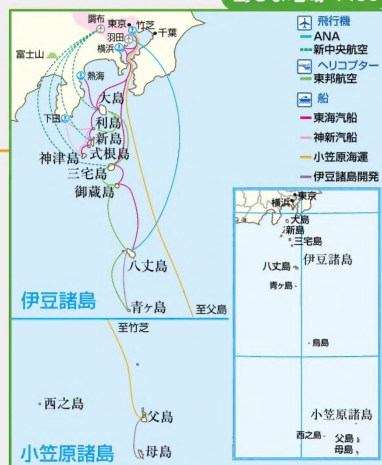 調布
東京
竹芝
羽田
千葉
横浜
富士山
熱海
下田
大島
利島
新島
式根島
神津島
三宅島
御蔵島
八丈島
青ヶ島
至父島
伊豆諸島
飛行機
ANA
新中央航空
ヘリコプター
東邦航空
船
東海汽船
神新汽船
小笠原海運
伊豆諸島開発
至竹芝
西之島
父島
母島
小笠原諸島
東京
横浜
大島
新島
三宅島
伊豆諸島
八丈島
青ヶ島
鳥島
小笠原諸島
西之島
父島
母島